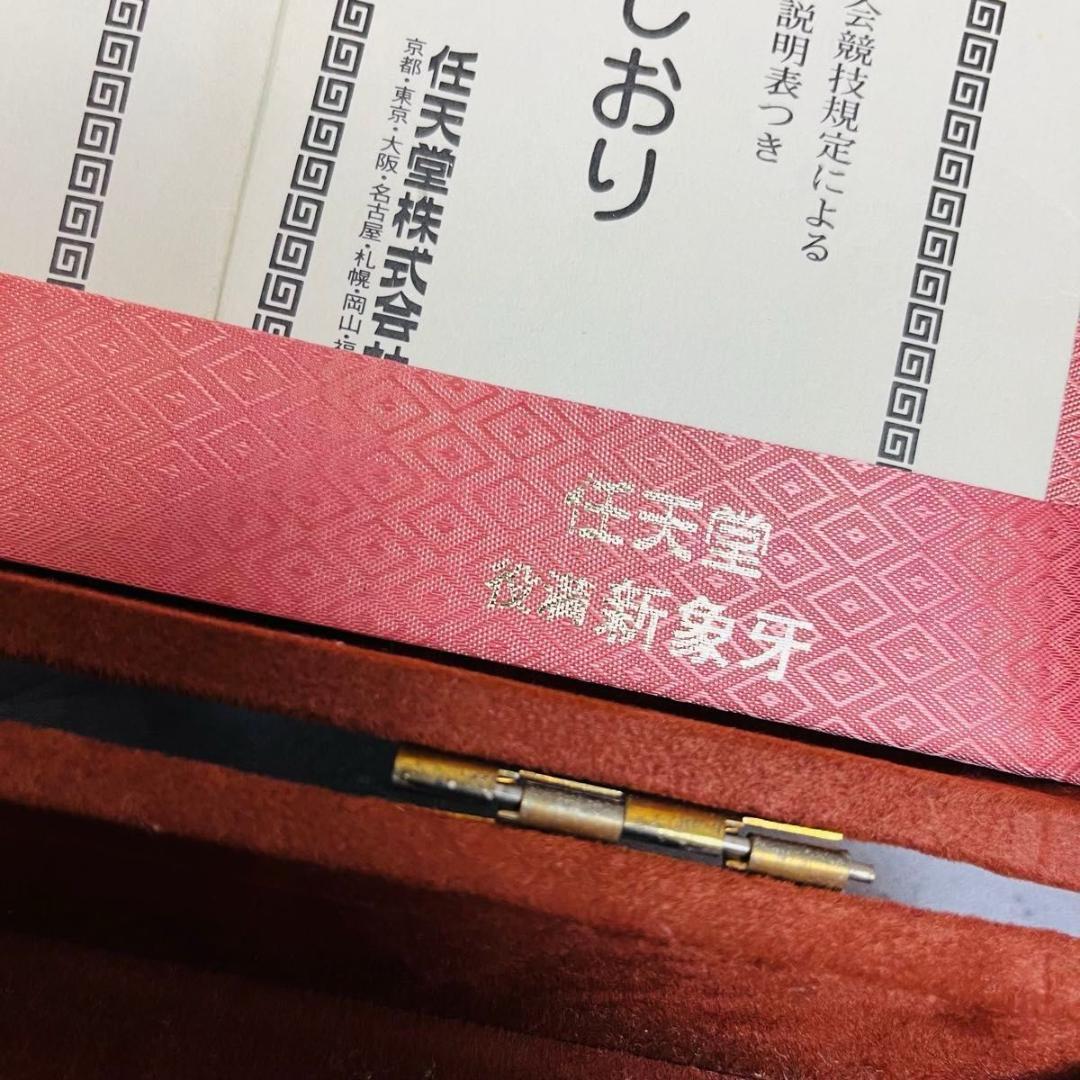 会競技規定による
説明表つき
しおり
任天堂株式会社
京都・東京・大阪・名古屋・札幌・岡山・福
任天堂
役満新象牙